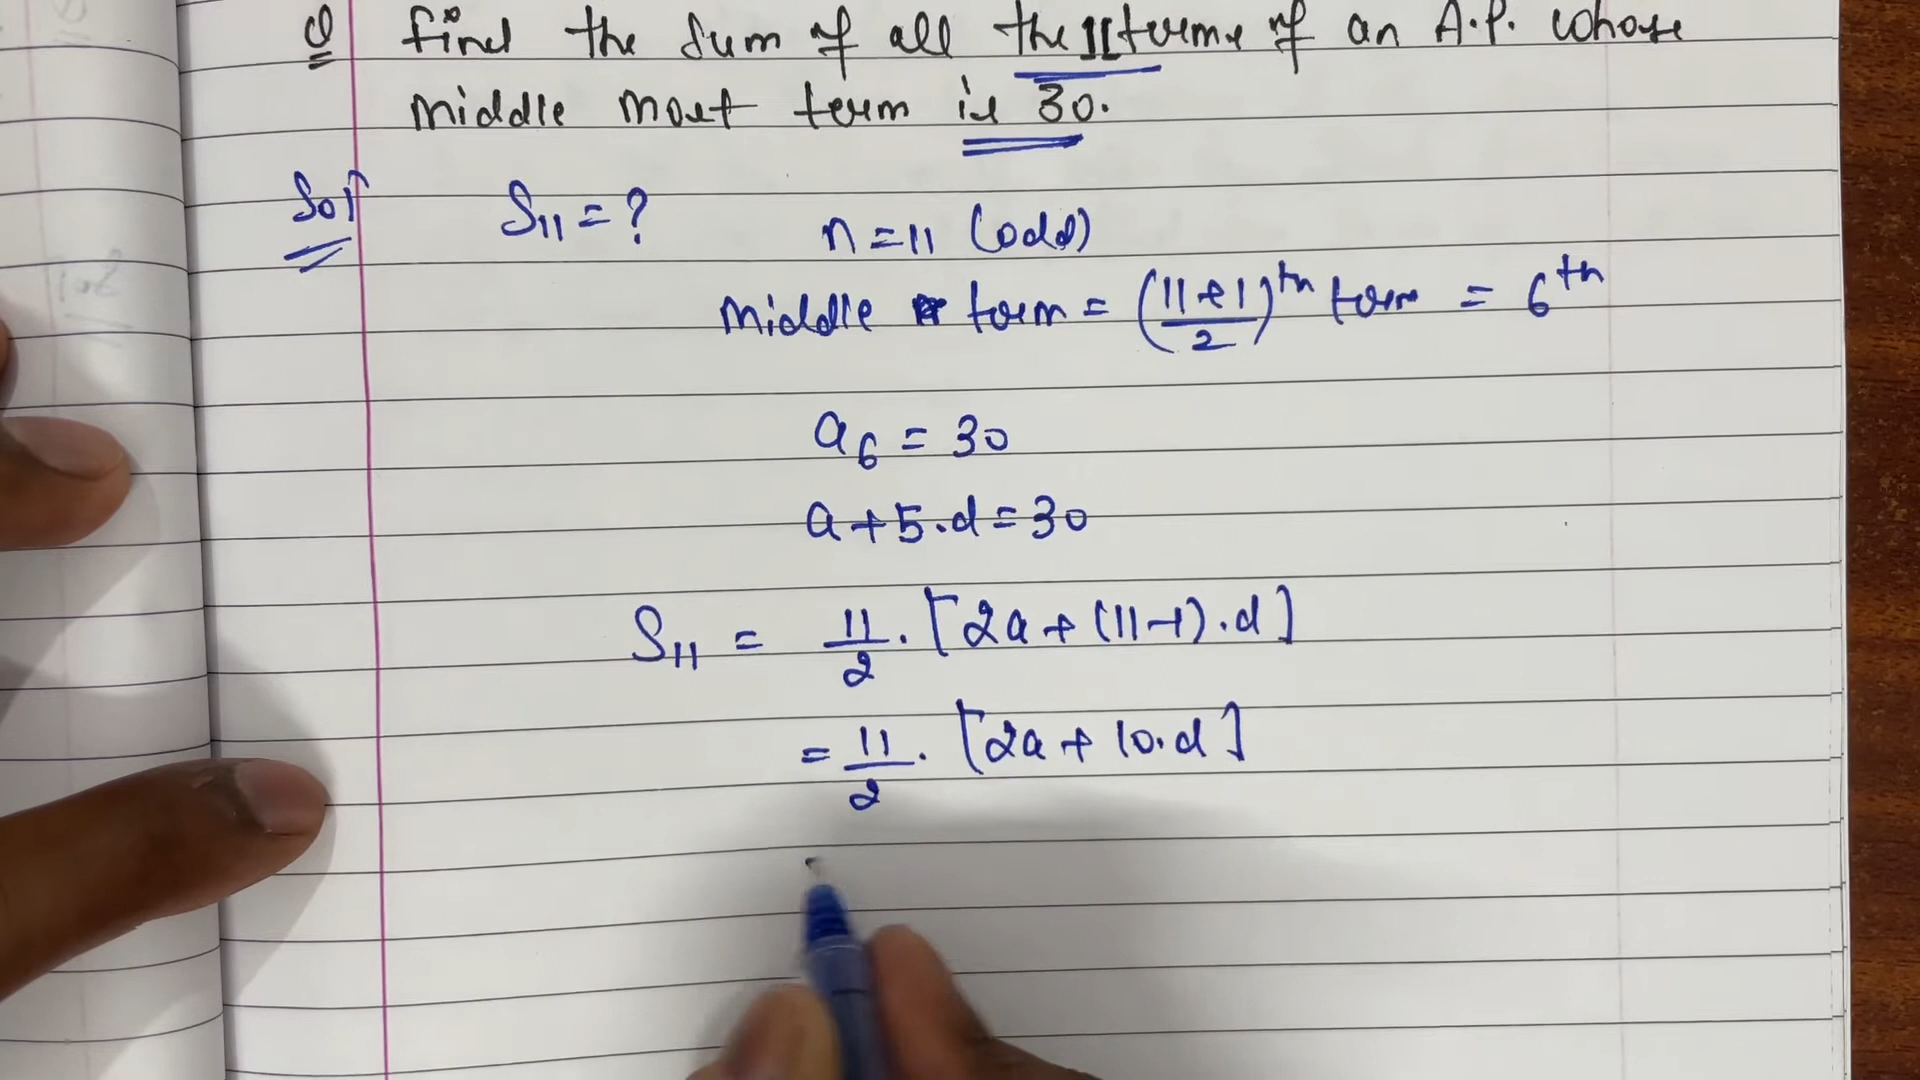 Q find the sum of all the 11 terms of an A.P. whose
middle most term is 30.
Sol S₁₁ = ? n = 11 (odd)
middle term = (11+1/2)th term = 6th
a₆ = 30
a + 5.d = 30
S₁₁ = 11/2 . [2a + (11-1).d]
= 11/2 . [2a + 10.d]